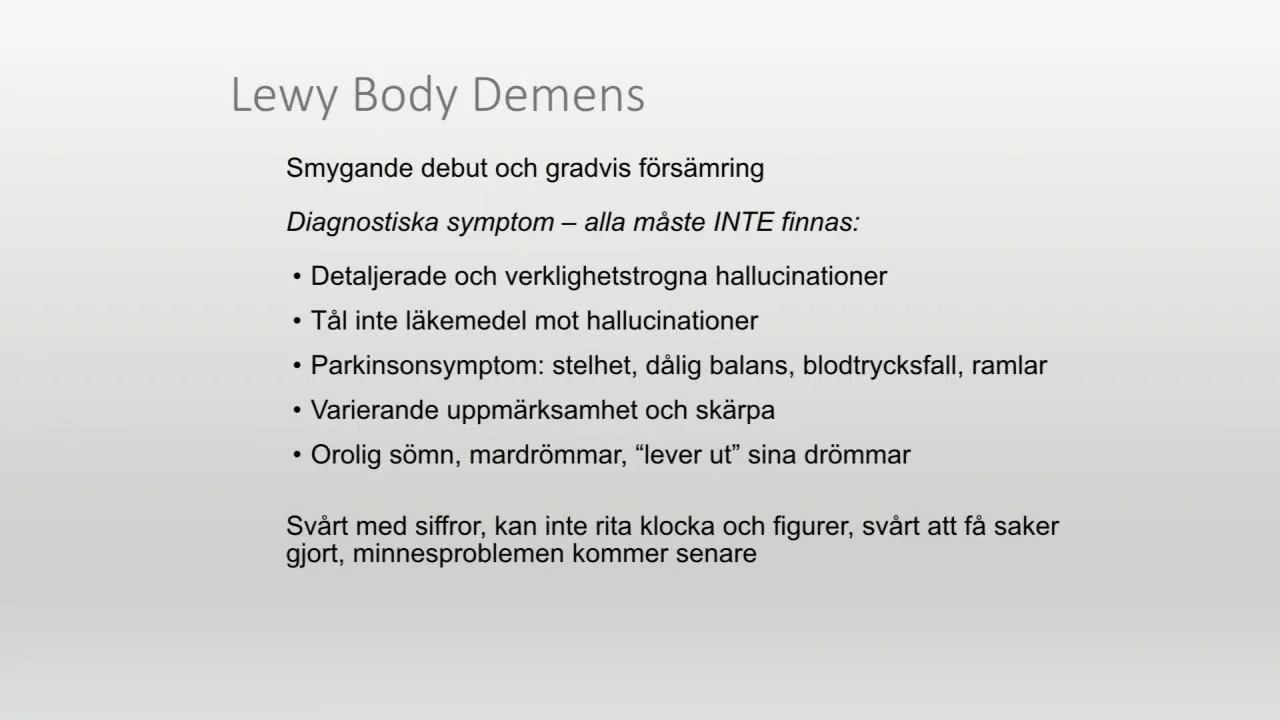 Lewy Body Demens
Smygande debut och gradvis försämring
Diagnostiska symptom – alla måste INTE finnas:
• Detaljerade och verklighetstrogna hallucinationer
• Tål inte läkemedel mot hallucinationer
• Parkinsonsymptom: stelhet, dålig balans, blodtrycksfall, ramlar
• Varierande uppmärksamhet och skärpa
• Orolig sömn, mardrömmar, “lever ut” sina drömmar
Svårt med siffror, kan inte rita klocka och figurer, svårt att få saker
gjort, minnesproblemen kommer senare